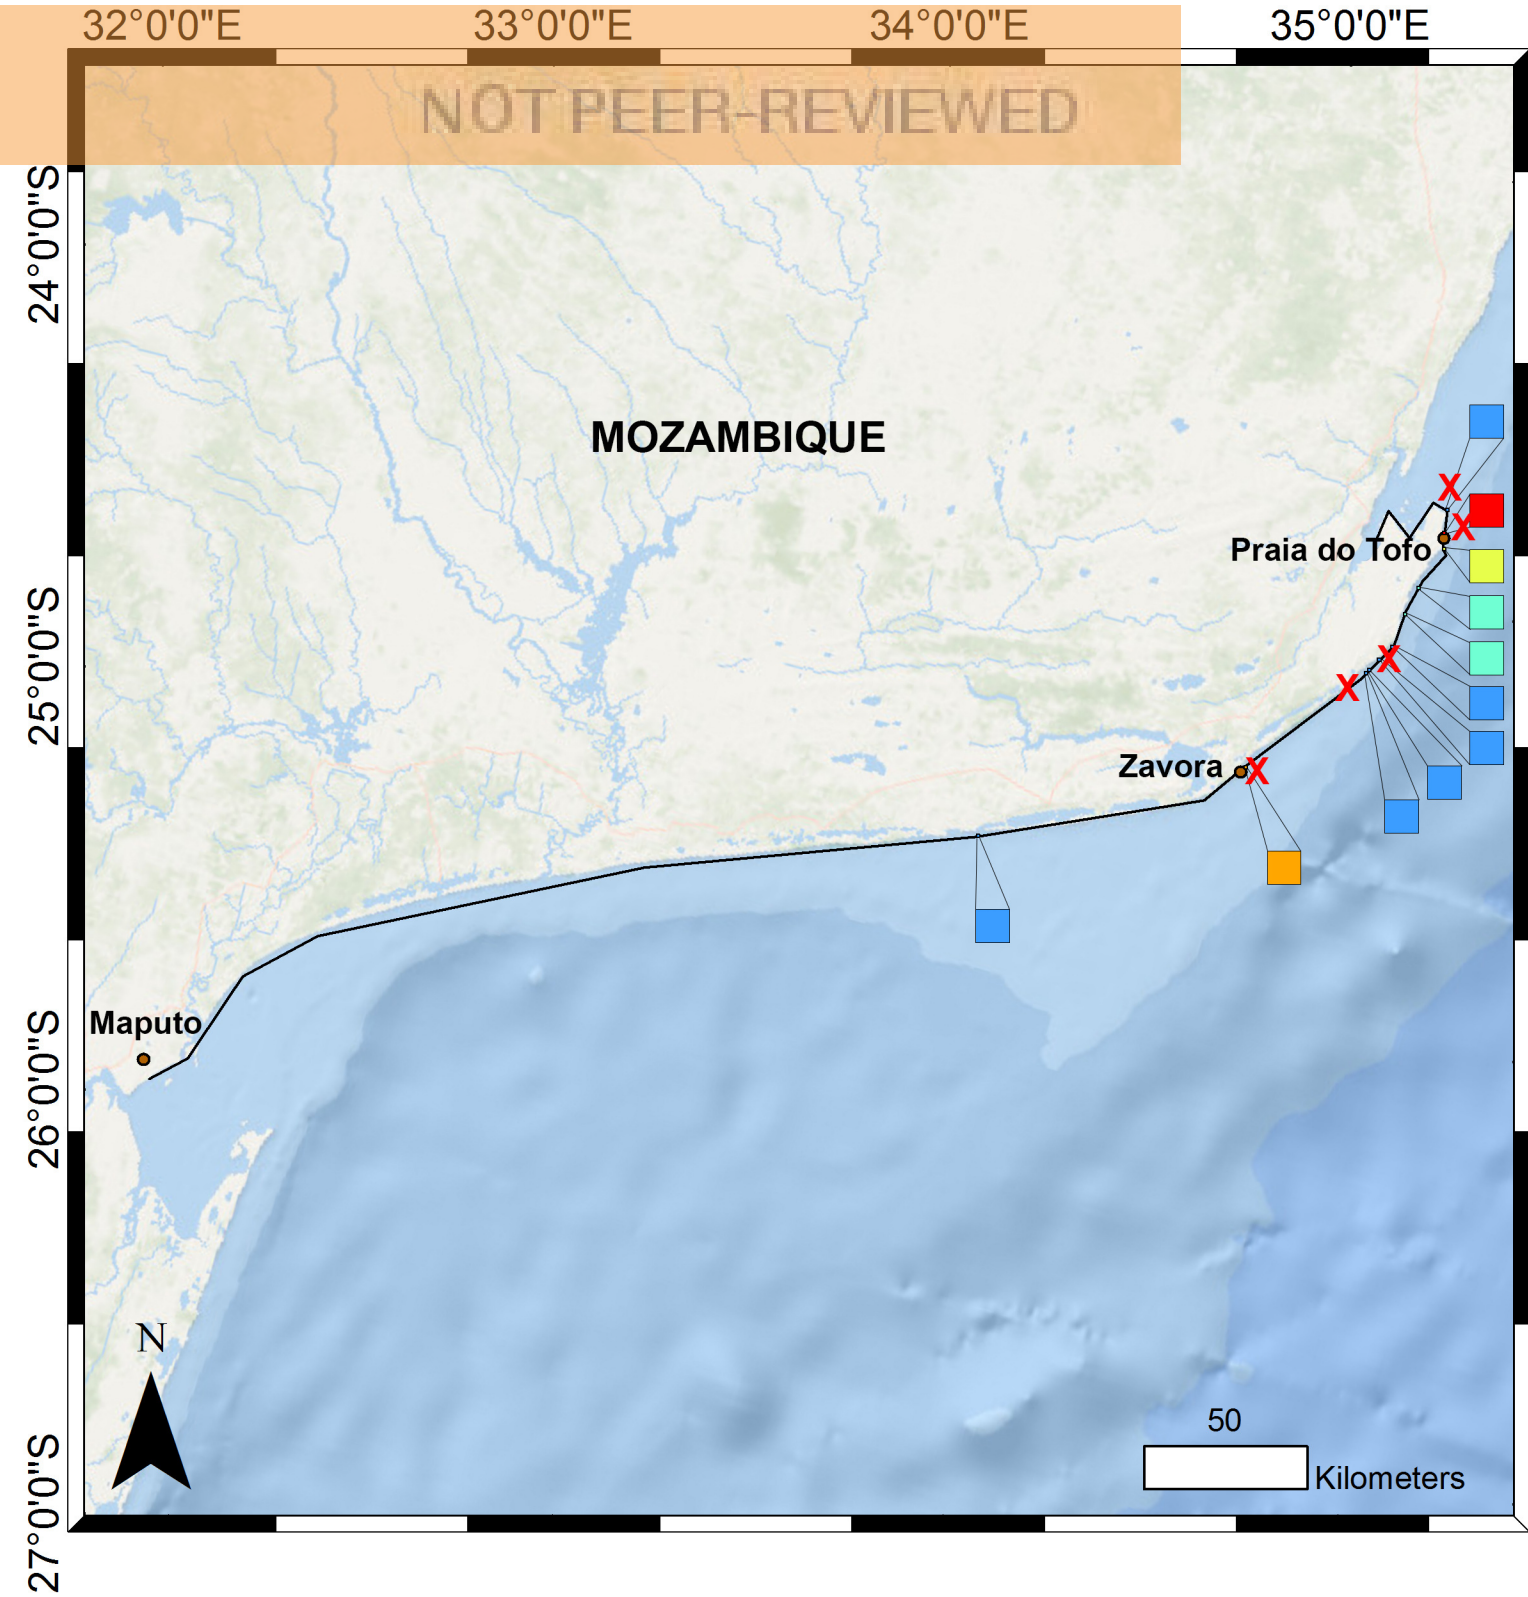 32°0'0"E 33°0'0"E 34°0'0"E 35°0'0"E
NOT PEER-REVIEWED
24°0'0"S
MOZAMBIQUE
X
X
Praia do Tofo
25°0'0"S
X
X
Zavora X
Maputo
26°0'0"S
N
50
Kilometers
27°0'0"S